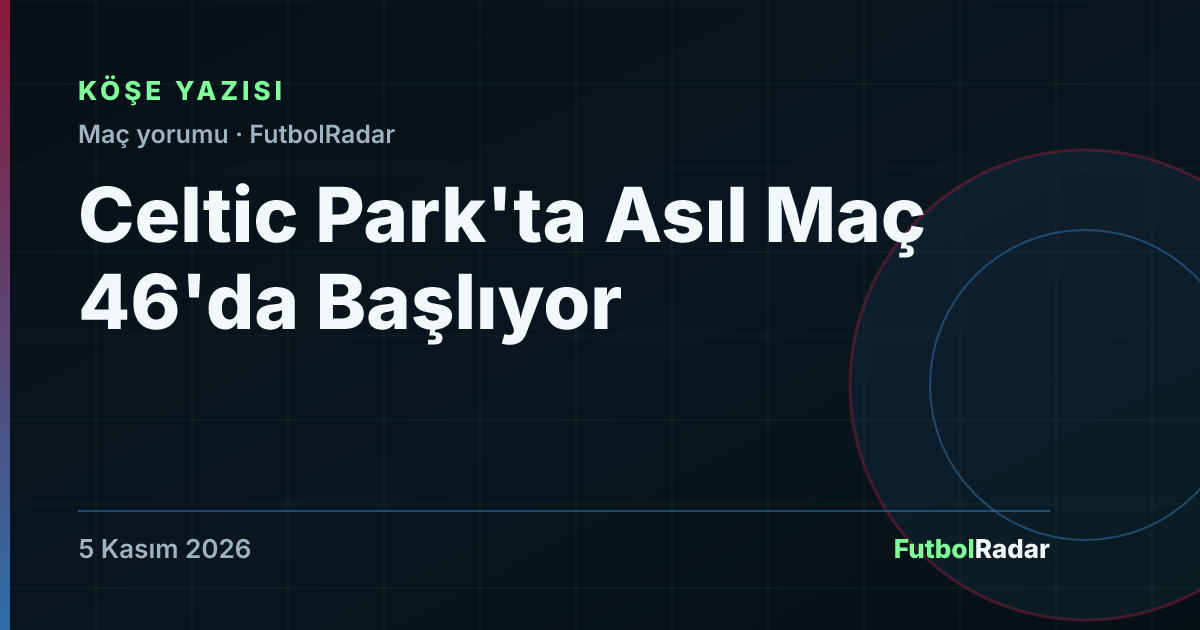 KÖŞE YAZISI
Maç yorumu · FutbolRadar
Celtic Park'ta Asıl Maç
46'da Başlıyor
5 Kasım 2026
FutbolRadar